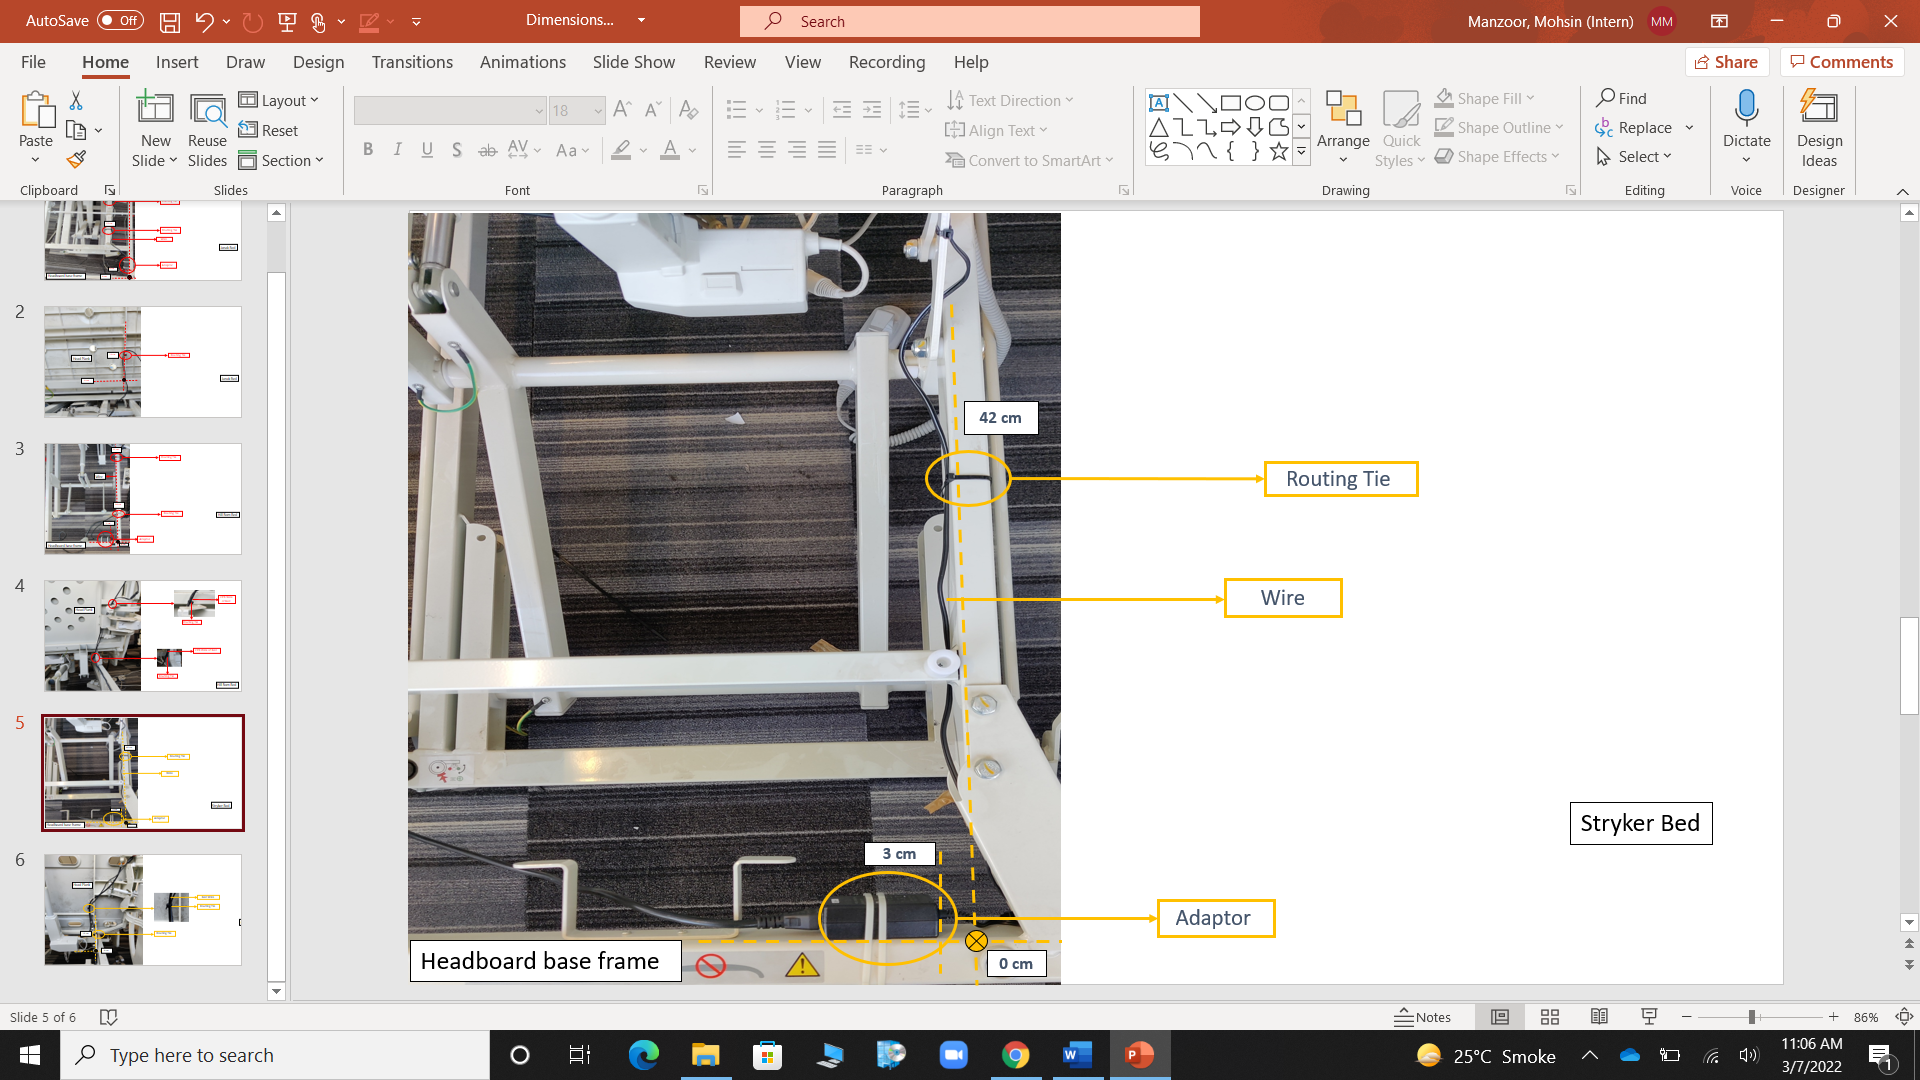 AutoSave Off
Dimensions...
Search
Manzoor, Mohsin (Intern) MM
File Home Insert Draw Design Transitions Animations Slide Show Review View Recording Help
Share Comments
Paste
Clipboard
New Slide
Reuse Slides
Layout
Reset
Section
Slides
18
B I U S ab AV Aa A
Font
Text Direction
Align Text
Convert to SmartArt
Paragraph
Arrange
Quick Styles
Shape Fill
Shape Outline
Shape Effects
Drawing
Find
Replace
Select
Editing
Dictate
Voice
Design Ideas
Designer
2
3
4
5
6
42 cm
Routing Tie
Wire
Stryker Bed
3 cm
Adaptor
Headboard base frame
0 cm
Slide 5 of 6
Notes
86%
Type here to search
25°C Smoke
11:06 AM
3/7/2022
1